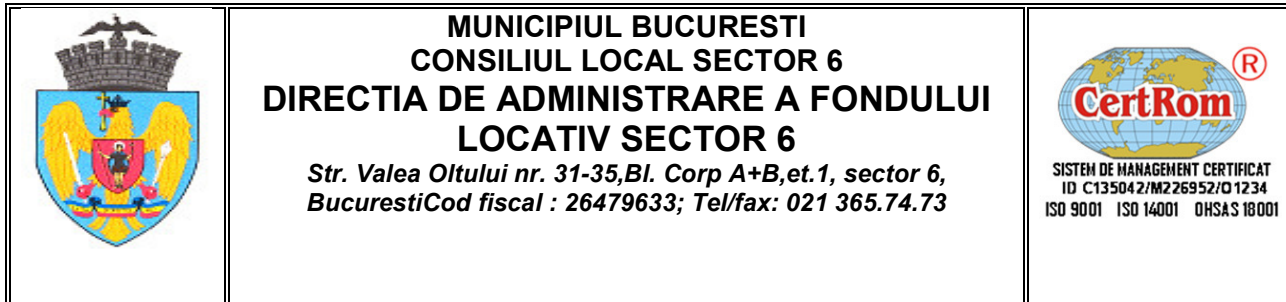 MUNICIPIUL BUCURESTI
CONSILIUL LOCAL SECTOR 6
DIRECTIA DE ADMINISTRARE A FONDULUI
LOCATIV SECTOR 6
Str. Valea Oltului nr. 31-35,Bl. Corp A+B,et.1, sector 6,
BucurestiCod fiscal : 26479633; Tel/fax: 021 365.74.73
CertRom ®
SISTEM DE MANAGEMENT CERTIFICAT
ID C135042/M226952/O1234
ISO 9001 ISO 14001 OHSAS 18001